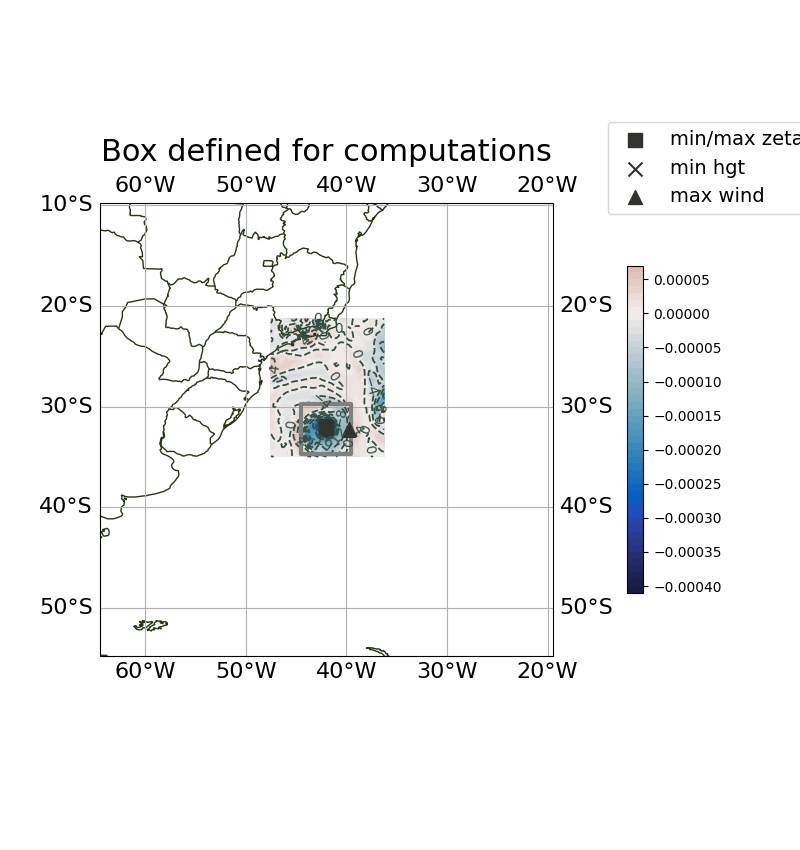 min/max zeta
min hgt
max wind
Box defined for computations
60°W 50°W 40°W 30°W 20°W
10°S
20°S 20°S
30°S 30°S
40°S 40°S
50°S 50°S
60°W 50°W 40°W 30°W 20°W
0.00005
0.00000
−0.00005
−0.00010
−0.00015
−0.00020
−0.00025
−0.00030
−0.00035
−0.00040